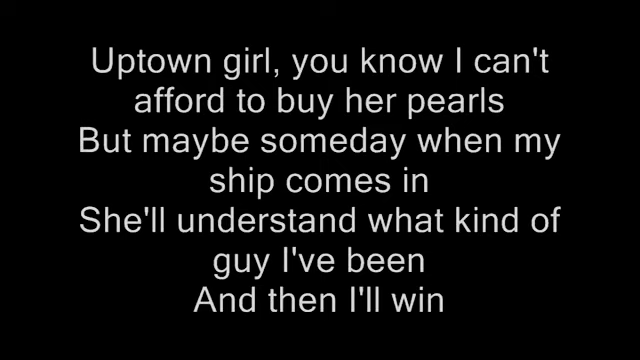 Uptown girl, you know I can't
afford to buy her pearls
But maybe someday when my
ship comes in
She'll understand what kind of
guy I've been
And then I'll win